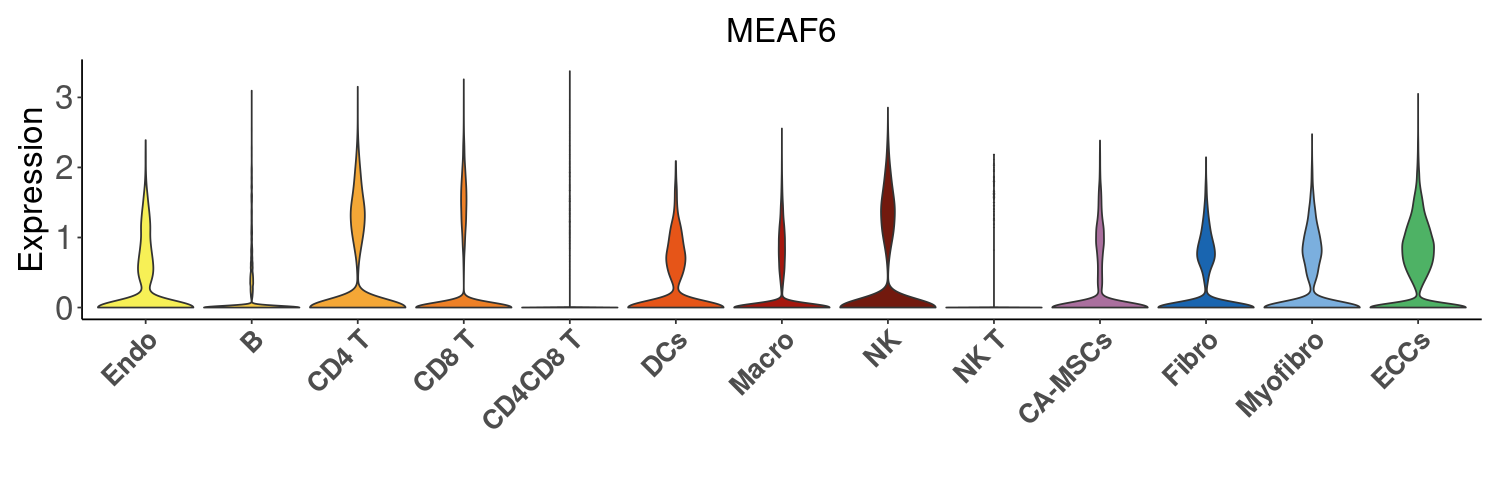 MEAF6
Expression
3
2
1
0
Endo
B
CD4 T
CD8 T
CD4CD8 T
DCs
Macro
NK
NK T
CA-MSCs
Fibro
Myofibro
ECCs